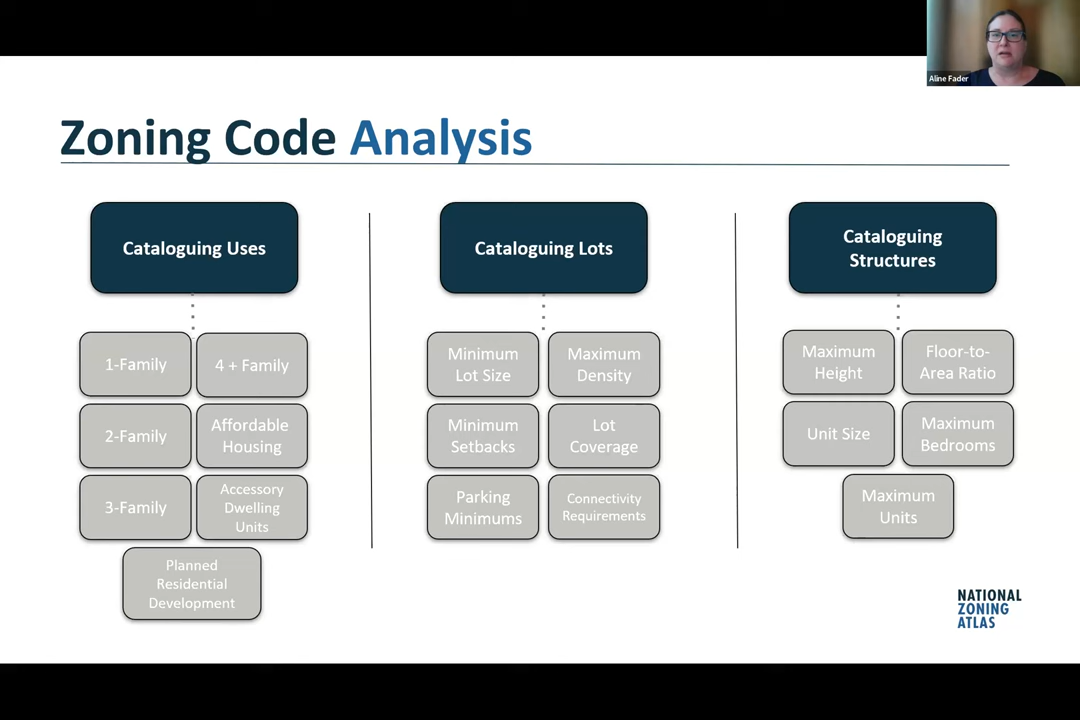 Aline Fader
Zoning Code Analysis
Cataloguing Uses
1-Family
4 + Family
2-Family
Affordable
Housing
3-Family
Accessory
Dwelling
Units
Planned
Residential
Development
Cataloguing Lots
Minimum
Lot Size
Maximum
Density
Minimum
Setbacks
Lot
Coverage
Parking
Minimums
Connectivity
Requirements
Cataloguing
Structures
Maximum
Height
Floor-to-
Area Ratio
Unit Size
Maximum
Bedrooms
Maximum
Units
NATIONAL
ZONING
ATLAS